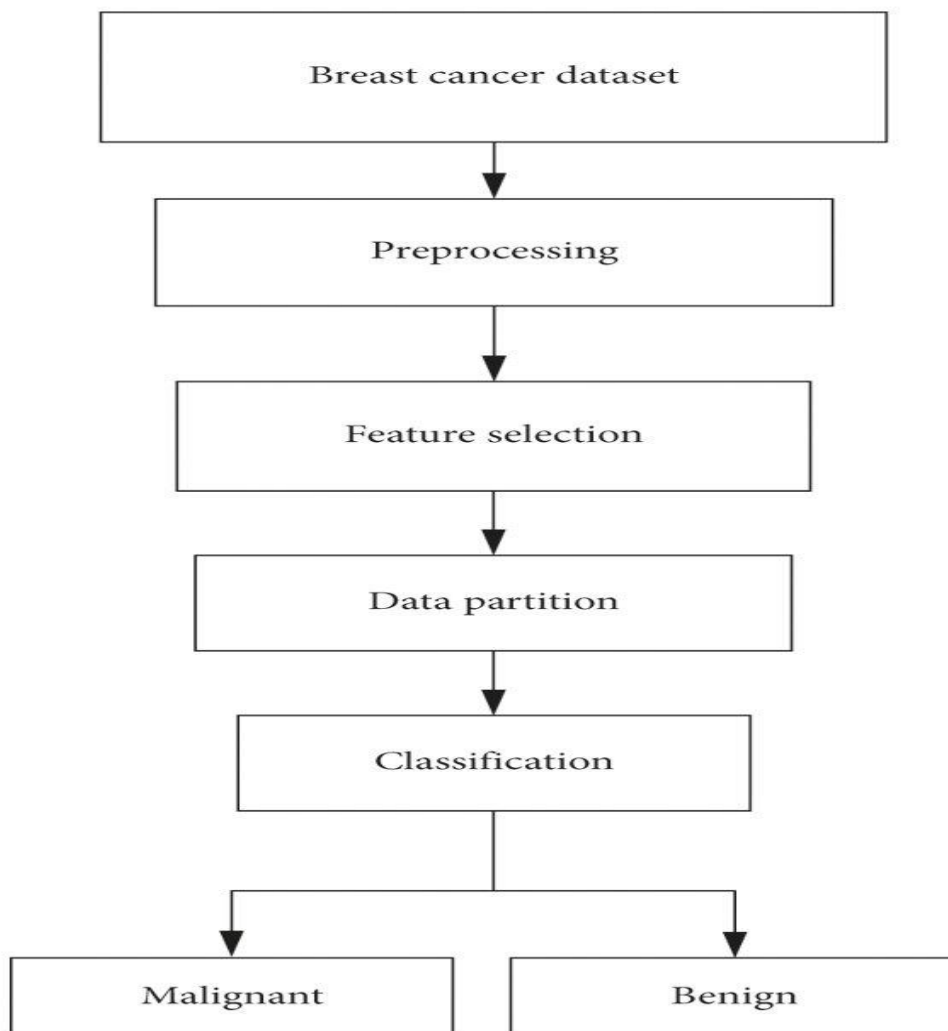 Breast cancer dataset
Preprocessing
Feature selection
Data partition
Classification
Malignant
Benign